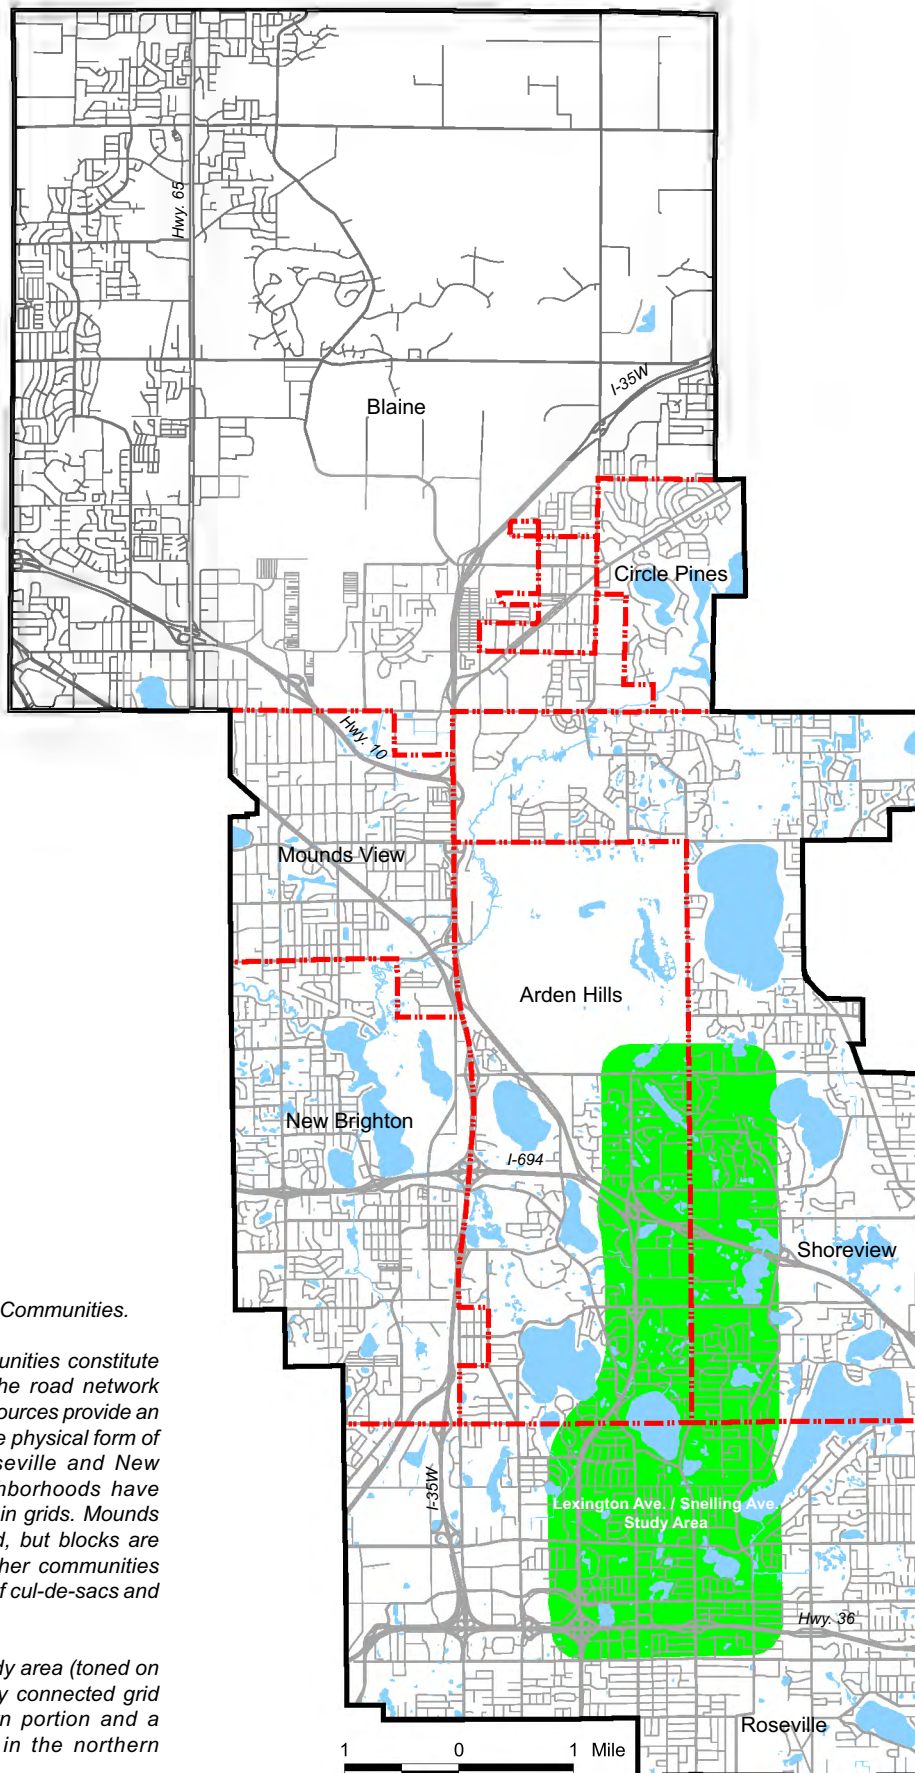 Hwy. 65
I-35W
Blaine
Circle Pines
Hwy. 10
Mounds View
Arden Hills
New Brighton
I-694
Shoreview
Communities.
unities constitute
he road network
ources provide an
e physical form of
seville and New
hborhoods have
in grids. Mounds
d, but blocks are
her communities
of cul-de-sacs and
I-35W
Lexington Ave. / Snelling Ave.
Study Area
Hwy. 36
dy area (toned on
y connected grid
n portion and a
in the northern
Roseville
1 0 1 Mile